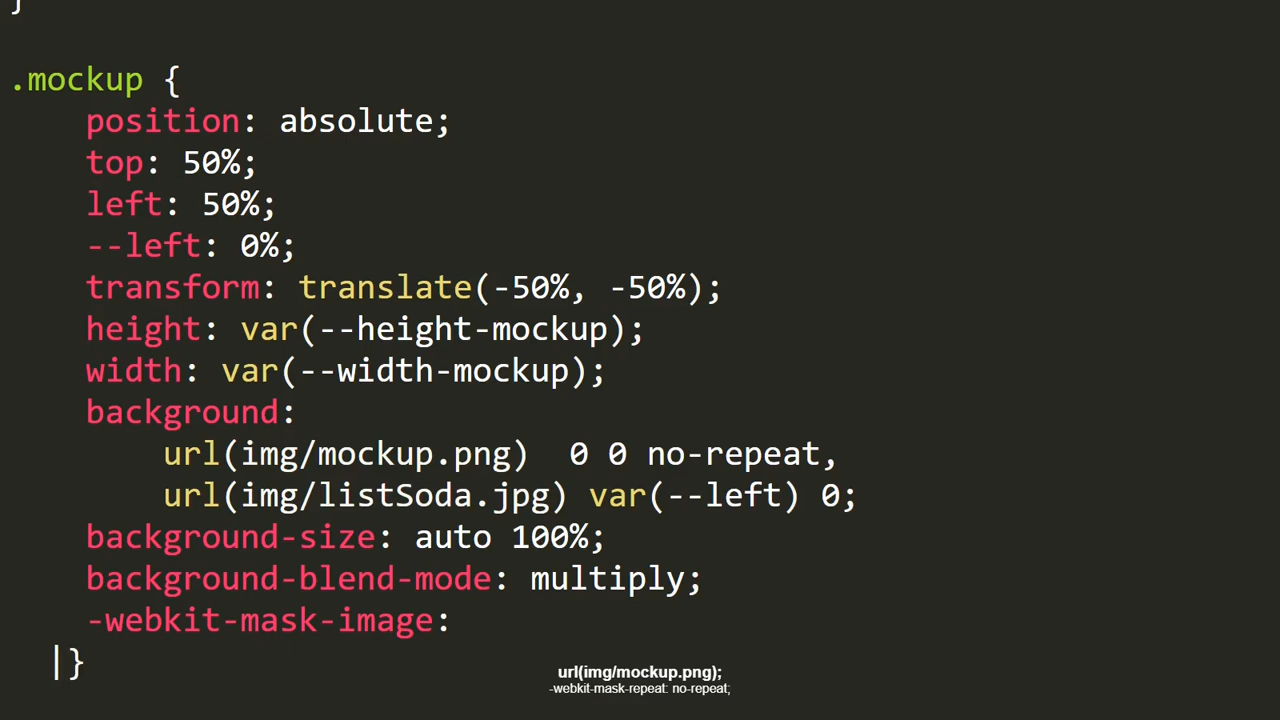 }
.mockup {
position: absolute;
top: 50%;
left: 50%;
--left: 0%;
transform: translate(-50%, -50%);
height: var(--height-mockup);
width: var(--width-mockup);
background:
url(img/mockup.png)  0 0 no-repeat,
url(img/listSoda.jpg) var(--left) 0;
background-size: auto 100%;
background-blend-mode: multiply;
-webkit-mask-image:
}
url(img/mockup.png);
-webkit-mask-repeat: no-repeat;